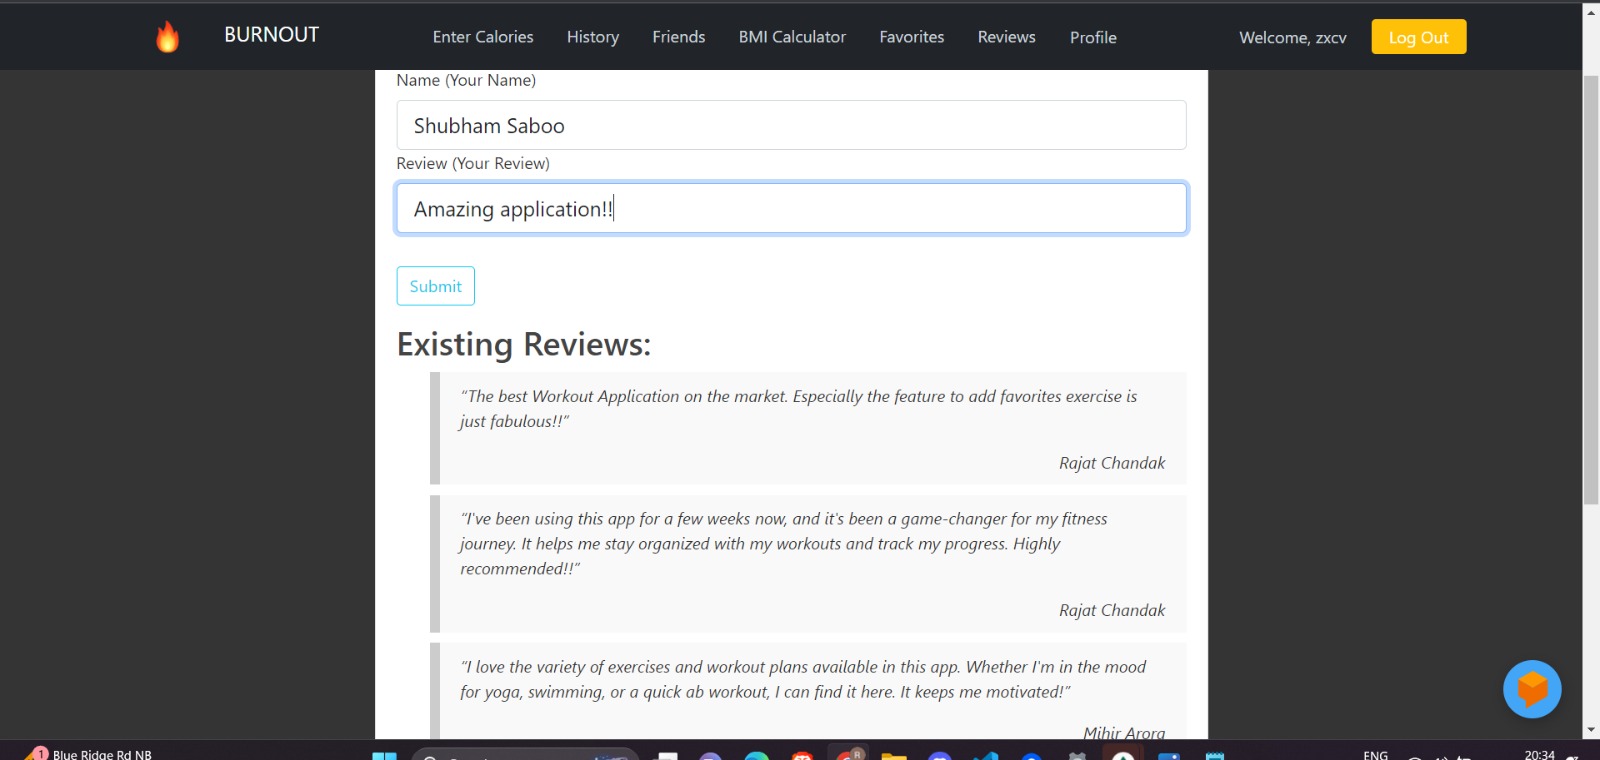 BURNOUT
Enter Calories
History
Friends
BMI Calculator
Favorites
Reviews
Profile
Welcome, zxcv
Log Out
Name (Your Name)
Shubham Saboo
Review (Your Review)
Amazing application!!
Submit
Existing Reviews:
“The best Workout Application on the market. Especially the feature to add favorites exercise is
just fabulous!!”
Rajat Chandak
“I've been using this app for a few weeks now, and it's been a game-changer for my fitness
journey. It helps me stay organized with my workouts and track my progress. Highly
recommended!!”
Rajat Chandak
“I love the variety of exercises and workout plans available in this app. Whether I'm in the mood
for yoga, swimming, or a quick ab workout, I can find it here. It keeps me motivated!”
Mihir Arora
1
Blue Ridge Rd NB
R
ENG
20:34